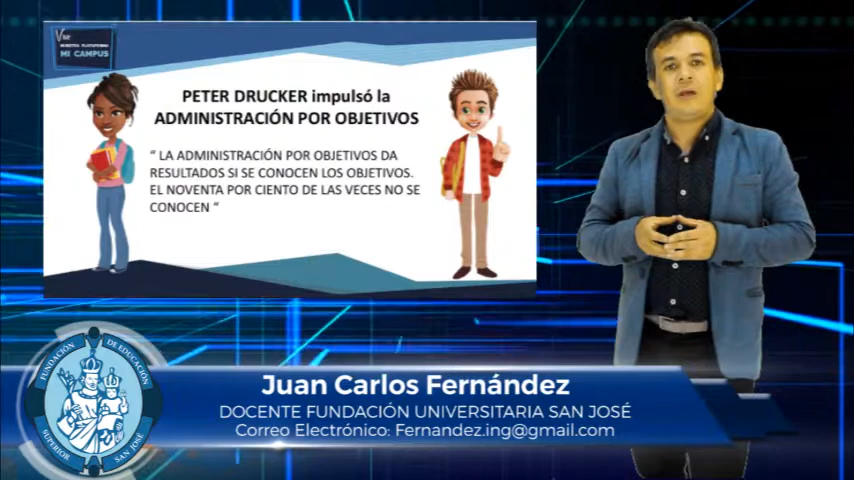 Vive
NUESTRA PLATAFORMA
MI CAMPUS
PETER DRUCKER impulsó la
ADMINISTRACIÓN POR OBJETIVOS
“ LA ADMINISTRACIÓN POR OBJETIVOS DA
RESULTADOS SI SE CONOCEN LOS OBJETIVOS.
EL NOVENTA POR CIENTO DE LAS VECES NO SE
CONOCEN “
FUNDACIÓN DE EDUCACIÓN
SUPERIOR SAN JOSÉ
Juan Carlos Fernández
DOCENTE FUNDACIÓN UNIVERSITARIA SAN JOSÉ
Correo Electrónico: Fernandez.ing@gmail.com